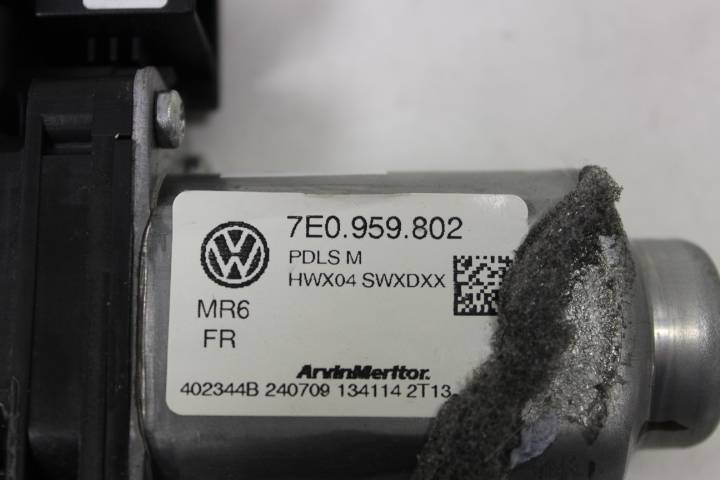 7E0.959.802
PDLS M
HWX04 SWXDXX
MR6
FR
ArvinMeritor.
402344B 240709 134114 2T13